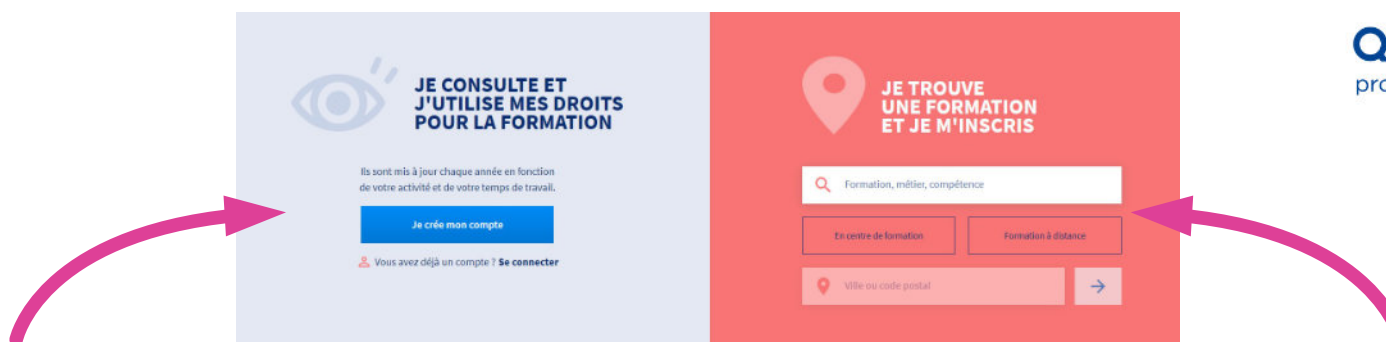 JE CONSULTE ET
J'UTILISE MES DROITS
POUR LA FORMATION
Ils sont mis à jour chaque année en fonction
de votre activité et de votre temps de travail.
Je crée mon compte
Vous avez déjà un compte ? Se connecter
JE TROUVE
UNE FORMATION
ET JE M'INSCRIS
Formation, métier, compétence
En centre de formation
Formation à distance
Ville ou code postal